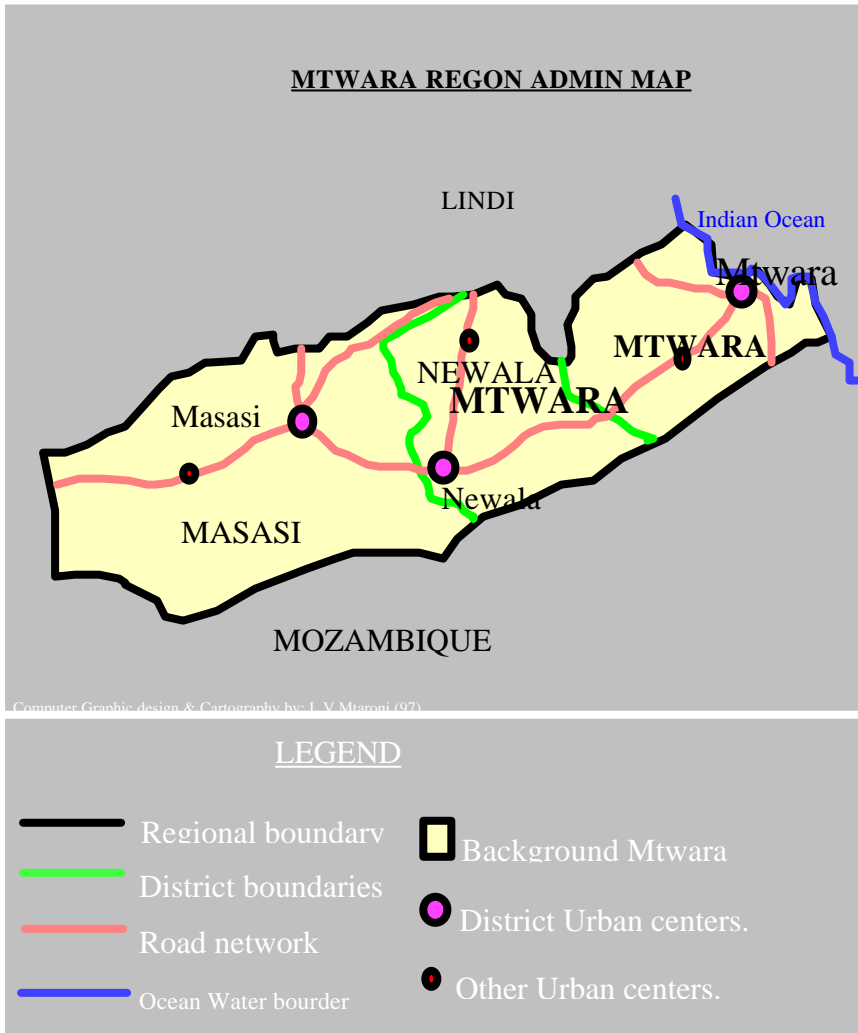 MTWARA REGON ADMIN MAP
LINDI
Indian Ocean
Mtwara
MTWARA
NEWALA
MTWARA
Masasi
Newala
MASASI
MOZAMBIQUE
Computer Graphic design & Cartography by: L.V Mtaroni (97)
LEGEND
Regional boundary
Background Mtwara
District boundaries
District Urban centers.
Road network
Other Urban centers.
Ocean Water bourder